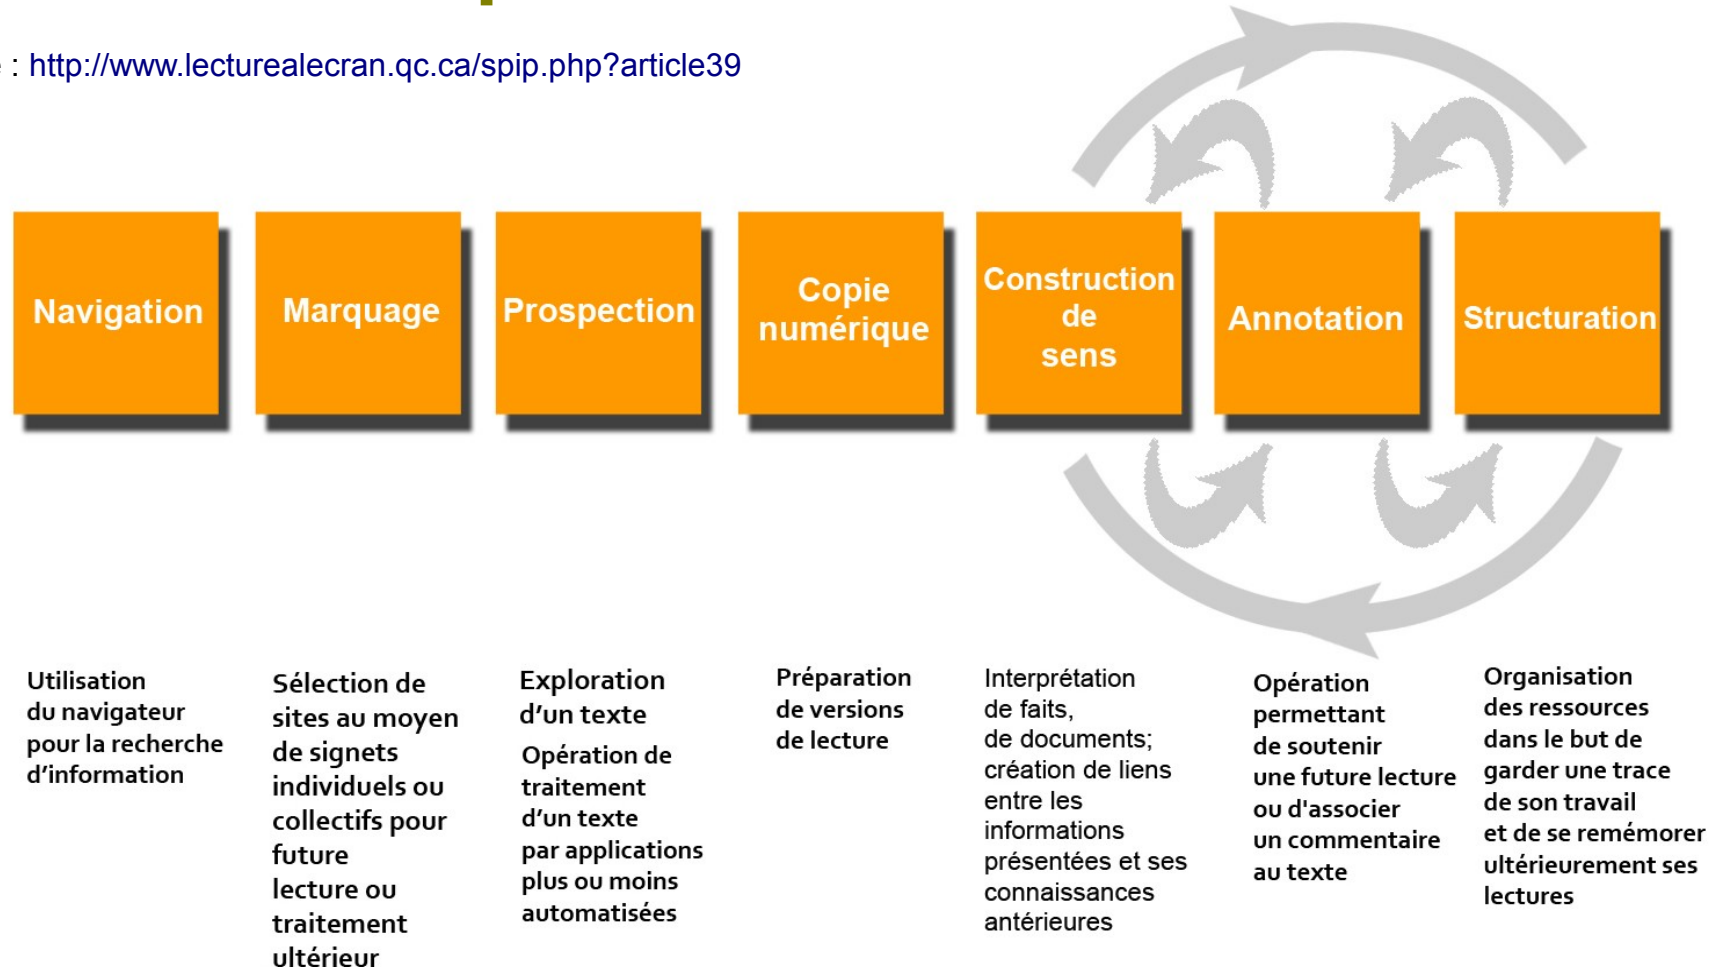 : http://www.lecturealecran.qc.ca/spip.php?article39
Navigation
Marquage
Prospection
Copie
numérique
Construction
de
sens
Annotation
Structuration
Utilisation
du navigateur
pour la recherche
d’information
Sélection de
sites au moyen
de signets
individuels ou
collectifs pour
future
lecture ou
traitement
ultérieur
Exploration
d’un texte
Opération de
traitement
d’un texte
par applications
plus ou moins
automatisées
Préparation
de versions
de lecture
Interprétation
de faits,
de documents;
création de liens
entre les
informations
présentées et ses
connaissances
antérieures
Opération
permettant
de soutenir
une future lecture
ou d'associer
un commentaire
au texte
Organisation
des ressources
dans le but de
garder une trace
de son travail
et de se remémorer
ultérieurement ses
lectures